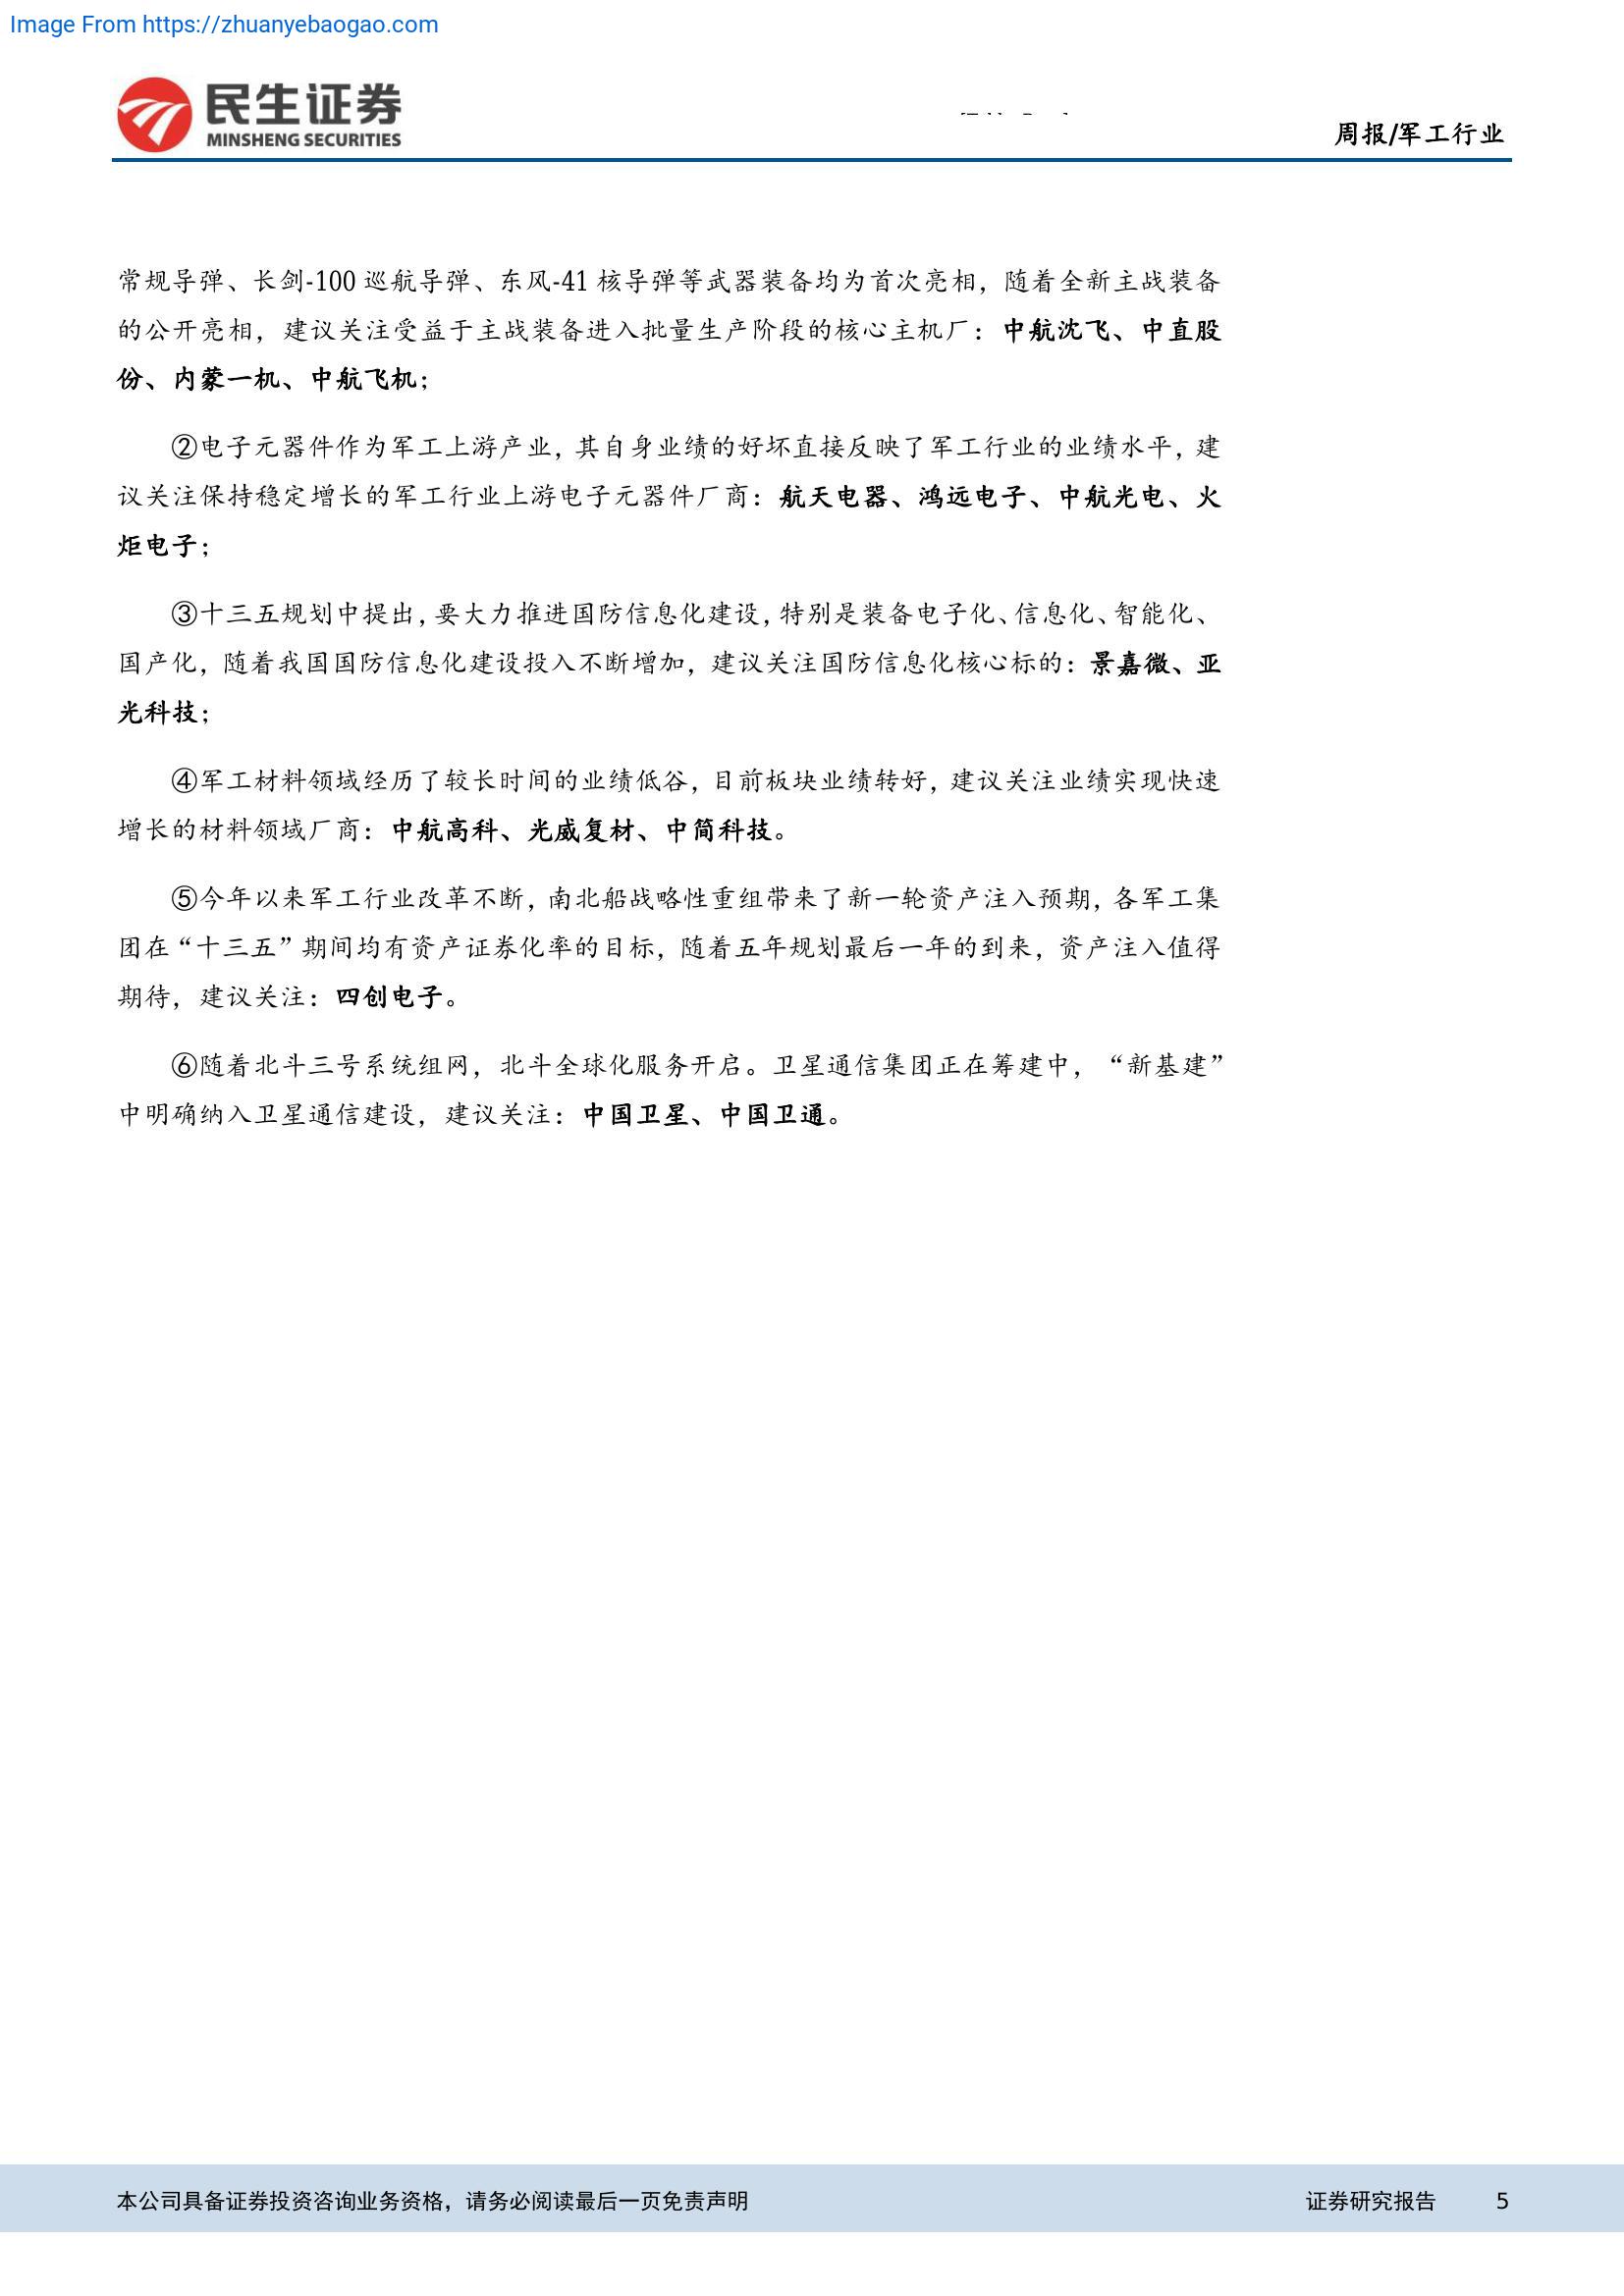 Image From https://zhuanyebaogao.com
民生证券
MINSHENG SECURITIES
周报/军工行业
常规导弹、长剑-100 巡航导弹、东风-41 核导弹等武器装备均为首次亮相，随着全新主战装备
的公开亮相，建议关注受益于主战装备进入批量生产阶段的核心主机厂：中航沈飞、中直股
份、内蒙一机、中航飞机；
②电子元器件作为军工上游产业，其自身业绩的好坏直接反映了军工行业的业绩水平，建
议关注保持稳定增长的军工行业上游电子元器件厂商：航天电器、鸿远电子、中航光电、火
炬电子；
③十三五规划中提出，要大力推进国防信息化建设，特别是装备电子化、信息化、智能化、
国产化，随着我国国防信息化建设投入不断增加，建议关注国防信息化核心标的：景嘉微、亚
光科技；
④军工材料领域经历了较长时间的业绩低谷，目前板块业绩转好，建议关注业绩实现快速
增长的材料领域厂商：中航高科、光威复材、中简科技。
⑤今年以来军工行业改革不断，南北船战略性重组带来了新一轮资产注入预期，各军工集
团在“十三五”期间均有资产证券化率的目标，随着五年规划最后一年的到来，资产注入值得
期待，建议关注：四创电子。
⑥随着北斗三号系统组网，北斗全球化服务开启。卫星通信集团正在筹建中，“新基建”
中明确纳入卫星通信建设，建议关注：中国卫星、中国卫通。
本公司具备证券投资咨询业务资格，请务必阅读最后一页免责声明
证券研究报告 5